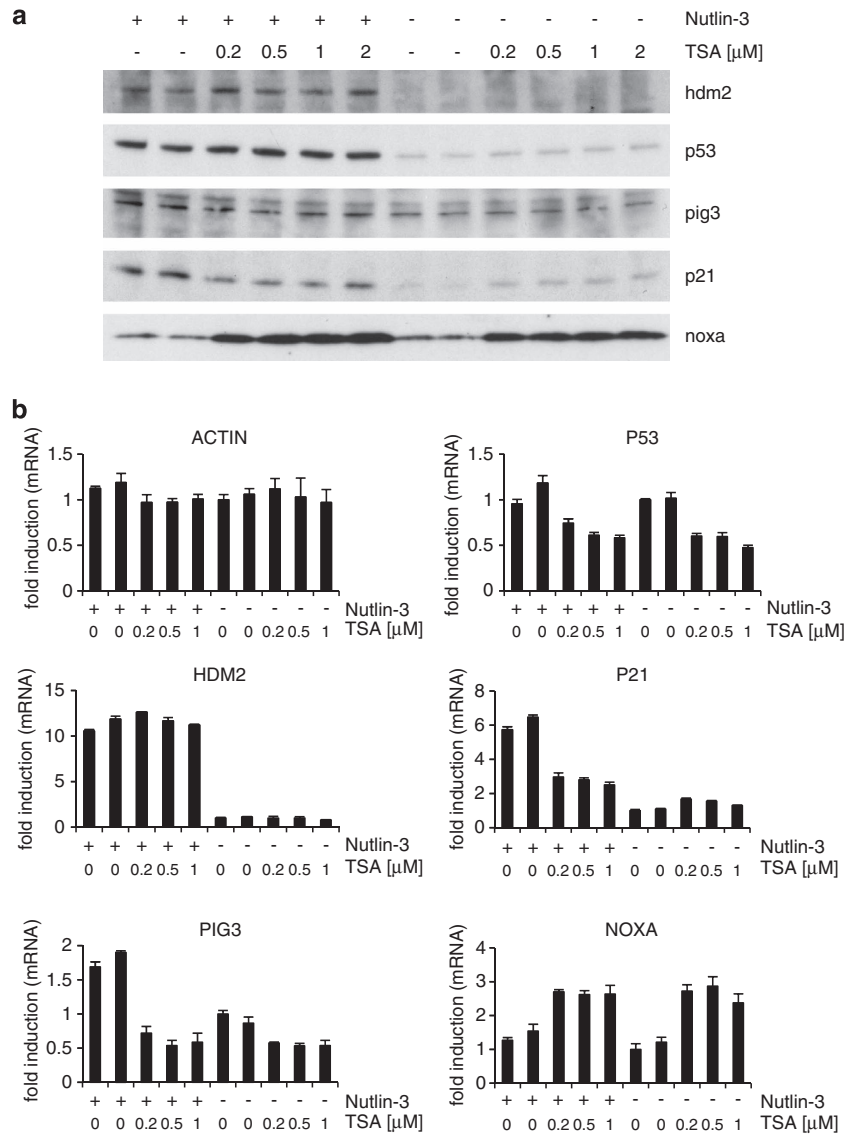 a
+ + + + + + - - - - - - Nutlin-3
- - 0.2 0.5 1 2 - - 0.2 0.5 1 2 TSA [µM]
hdm2
p53
pig3
p21
noxa
b
ACTIN
fold induction (mRNA)
1.5
1
0.5
0
+ + + + + - - - - - Nutlin-3
0 0 0.2 0.5 1 0 0 0.2 0.5 1 TSA [µM]
P53
fold induction (mRNA)
1.5
1
0.5
0
+ + + + + - - - - - Nutlin-3
0 0 0.2 0.5 1 0 0 0.2 0.5 1 TSA [µM]
HDM2
fold induction (mRNA)
15
10
5
0
+ + + + + - - - - - Nutlin-3
0 0 0.2 0.5 1 0 0 0.2 0.5 1 TSA [µM]
P21
fold induction (mRNA)
8
6
4
2
0
+ + + + + - - - - - Nutlin-3
0 0 0.2 0.5 1 0 0 0.2 0.5 1 TSA [µM]
PIG3
fold induction (mRNA)
2
1.5
1
0.5
0
+ + + + + - - - - - Nutlin-3
0 0 0.2 0.5 1 0 0 0.2 0.5 1 TSA [µM]
NOXA
fold induction (mRNA)
4
3
2
1
0
+ + + + + - - - - - Nutlin-3
0 0 0.2 0.5 1 0 0 0.2 0.5 1 TSA [µM]